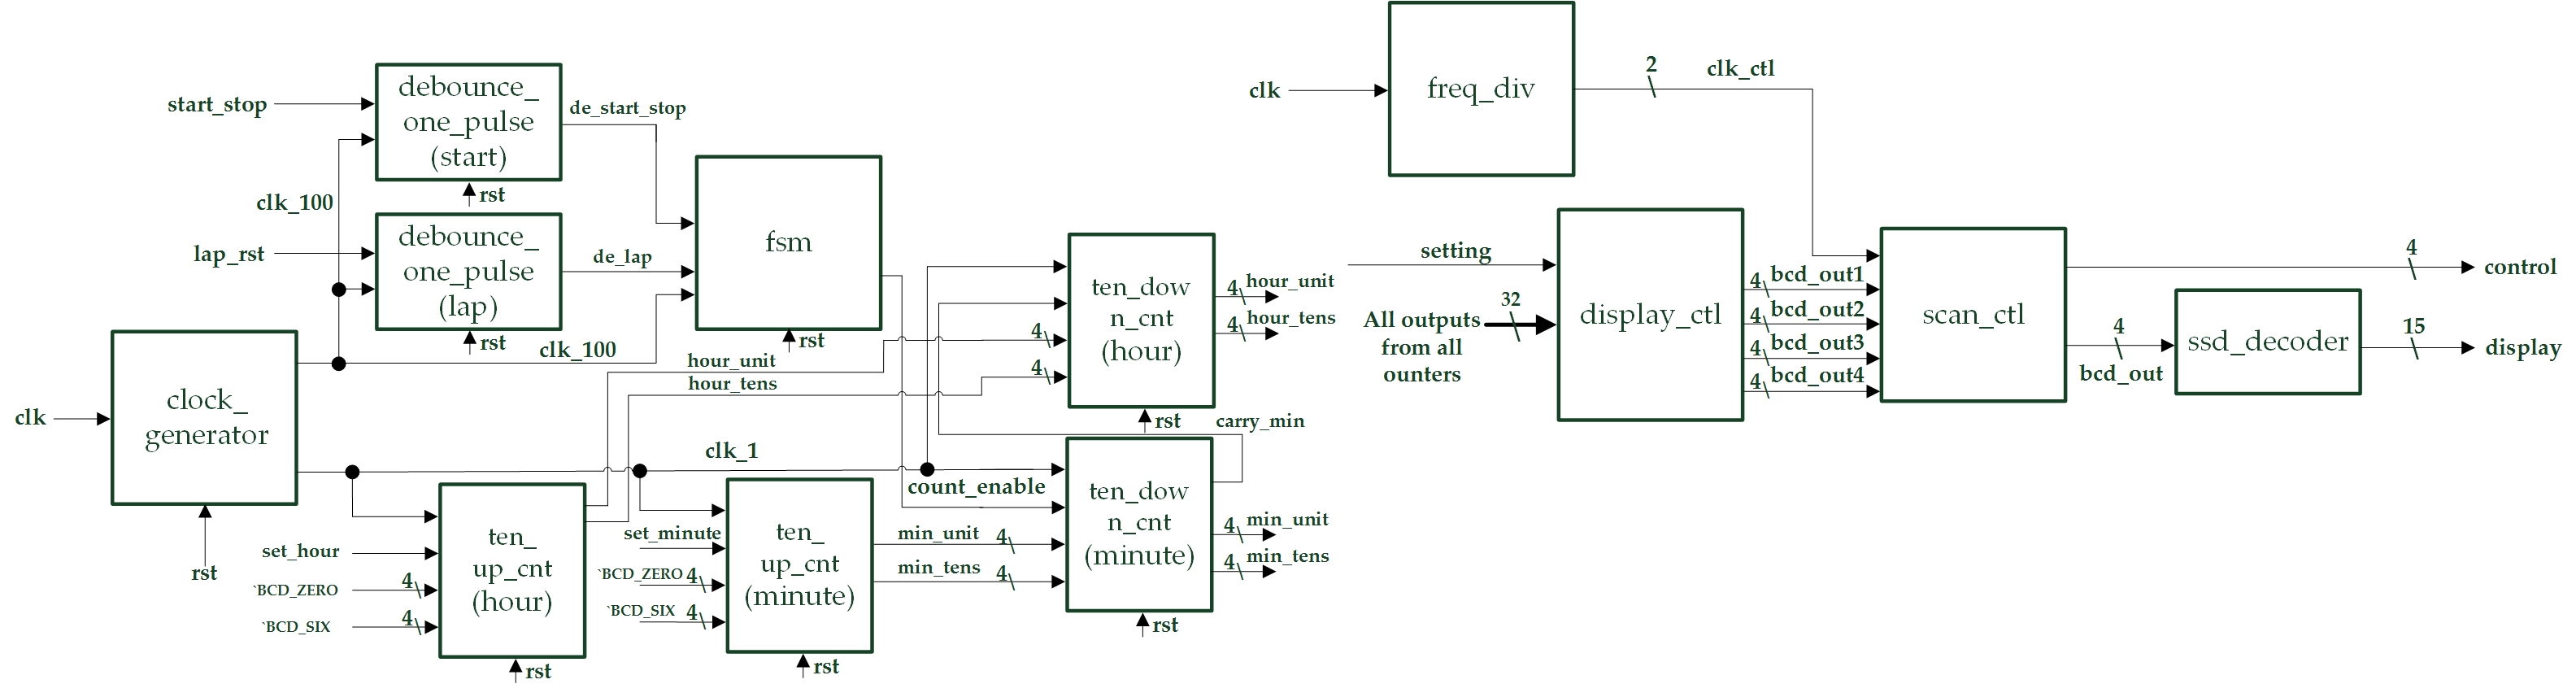 start_stop
debounce_
one_pulse
(start)
de_start_stop
rst
clk_100
lap_rst
debounce_
one_pulse
(lap)
de_lap
rst
clk_100
fsm
rst
clk
clock_
generator
rst
hour_unit
hour_tens
clk_1
count_enable
set_hour
`BCD_ZERO
4
`BCD_SIX
4
ten_
up_cnt
(hour)
rst
set_minute
`BCD_ZERO
4
`BCD_SIX
4
ten_
up_cnt
(minute)
rst
min_unit
4
min_tens
4
4
4
ten_dow
n_cnt
(hour)
rst
4
hour_unit
4
hour_tens
carry_min
ten_dow
n_cnt
(minute)
rst
4
min_unit
4
min_tens
clk
freq_div
2
clk_ctl
setting
32
All outputs
from all
ounters
display_ctl
4
bcd_out1
4
bcd_out2
4
bcd_out3
4
bcd_out4
scan_ctl
4
control
4
bcd_out
ssd_decoder
15
display